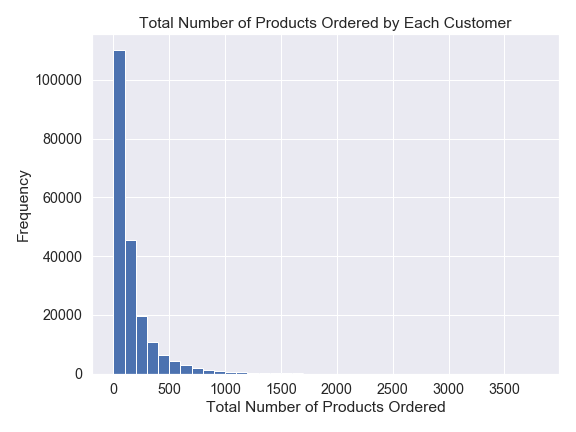 Total Number of Products Ordered by Each Customer
Frequency
100000
80000
60000
40000
20000
0
0 500 1000 1500 2000 2500 3000 3500
Total Number of Products Ordered